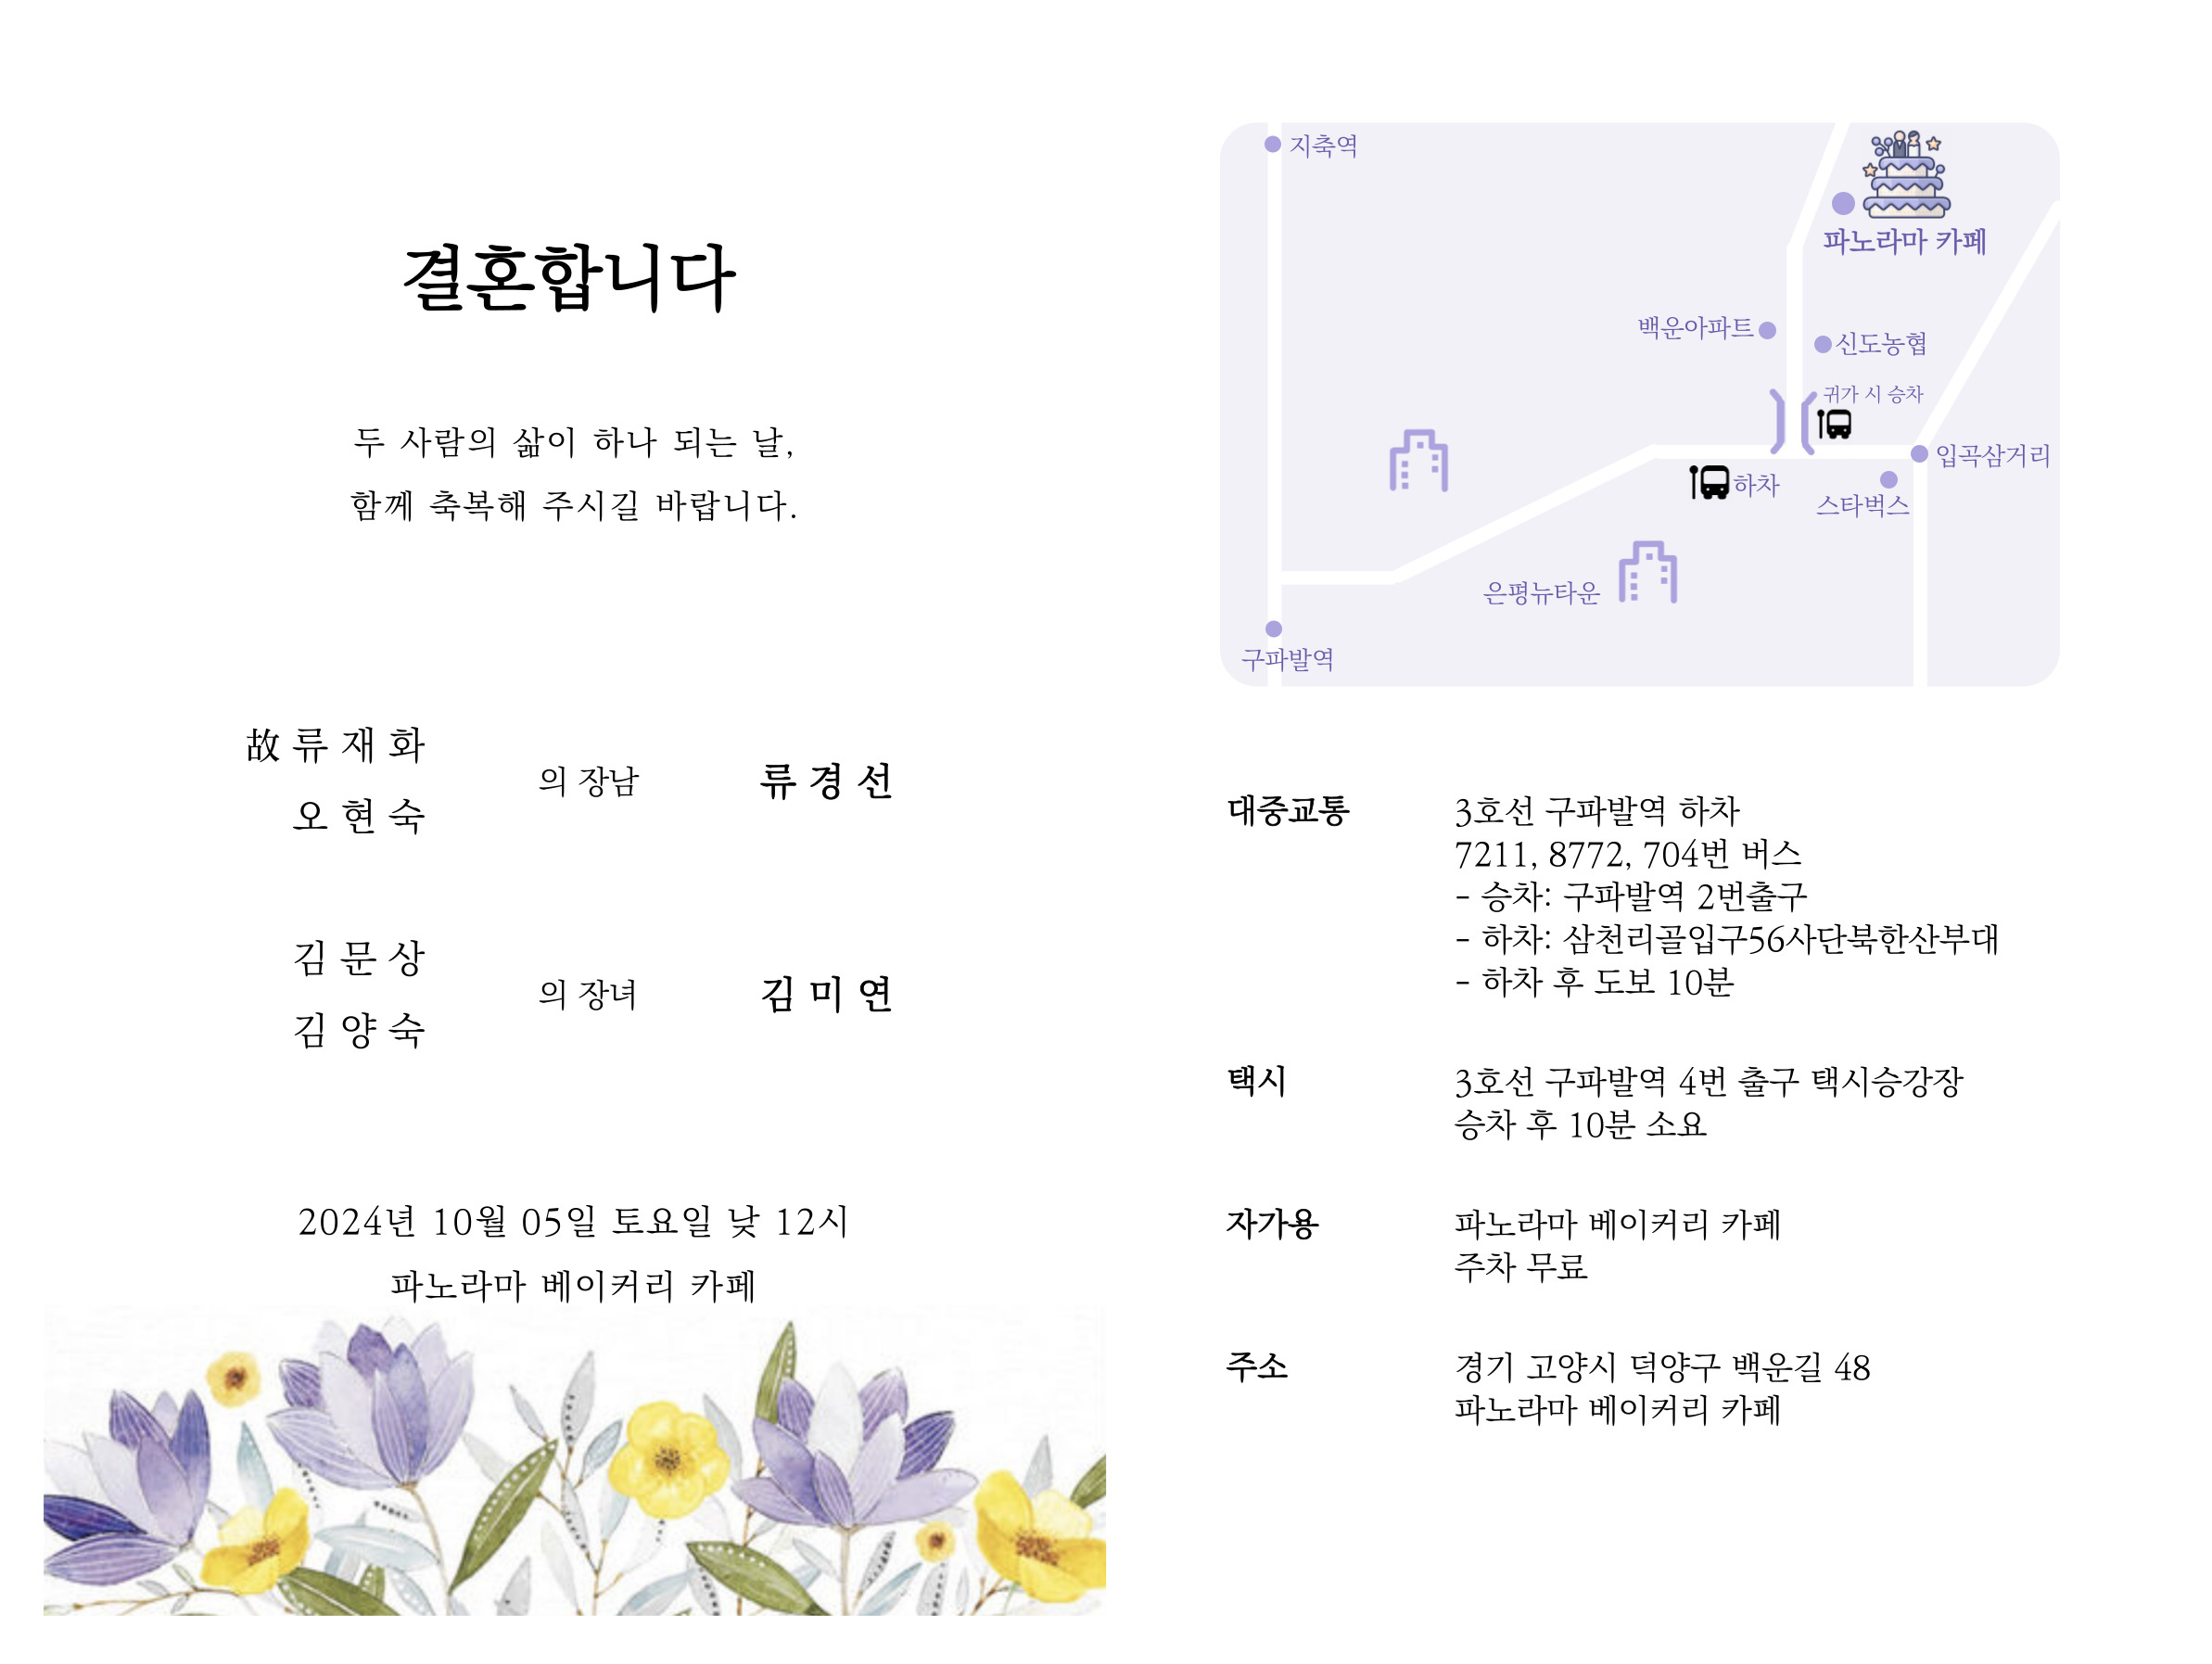 결혼합니다
두 사람의 삶이 하나 되는 날,
함께 축복해 주시길 바랍니다.
故 류 재 화
오 현 숙
의 장남
류 경 선
김 문 상
김 양 숙
의 장녀
김 미 연
2024년 10월 05일 토요일 낮 12시
파노라마 베이커리 카페
지축역
파노라마 카페
백운아파트
신도농협
귀가 시 승차
입곡삼거리
하차
스타벅스
은평뉴타운
구파발역
대중교통
3호선 구파발역 하차
7211, 8772, 704번 버스
- 승차: 구파발역 2번출구
- 하차: 삼천리골입구56사단북한산부대
- 하차 후 도보 10분
택시
3호선 구파발역 4번 출구 택시승강장
승차 후 10분 소요
자가용
파노라마 베이커리 카페
주차 무료
주소
경기 고양시 덕양구 백운길 48
파노라마 베이커리 카페